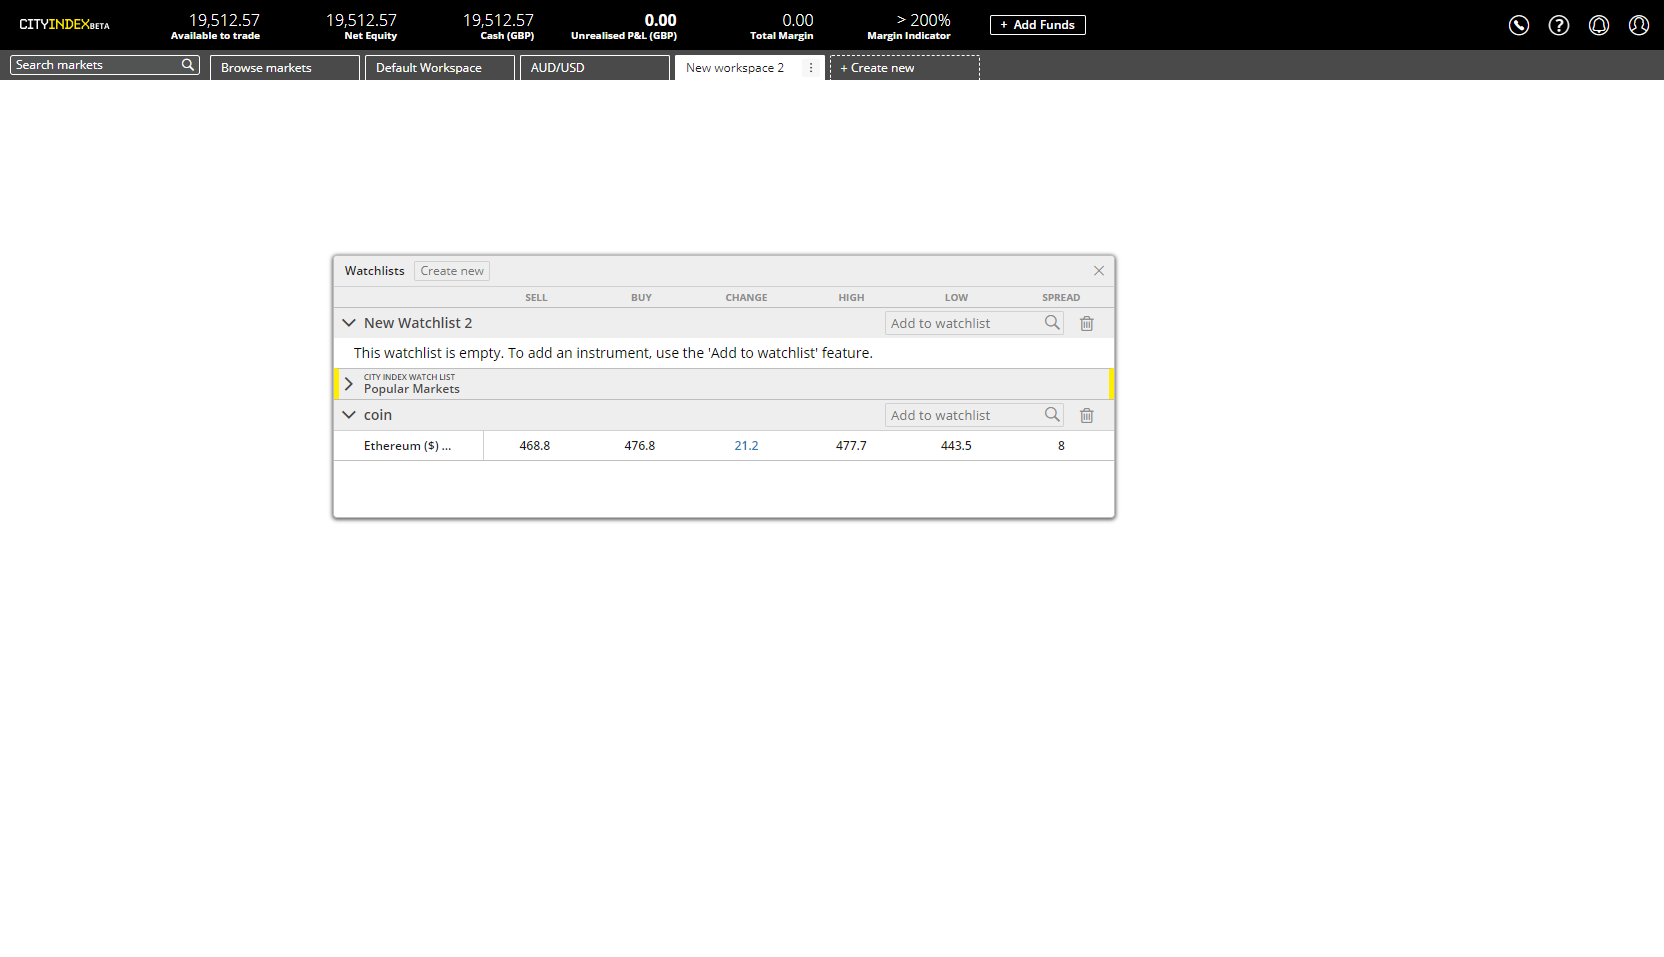 CITYINDEXBETA
19,512.57 19,512.57 19,512.57 0.00 0.00 > 200%
Available to trade Net Equity Cash (GBP) Unrealised P&L (GBP) Total Margin Margin Indicator
+ Add Funds
Search markets Browse markets Default Workspace AUD/USD New workspace 2 + Create new
Watchlists Create new
SELL BUY CHANGE HIGH LOW SPREAD
New Watchlist 2 Add to watchlist
This watchlist is empty. To add an instrument, use the 'Add to watchlist' feature.
CITY INDEX WATCH LIST
Popular Markets
coin Add to watchlist
Ethereum ($) ... 468.8 476.8 21.2 477.7 443.5 8